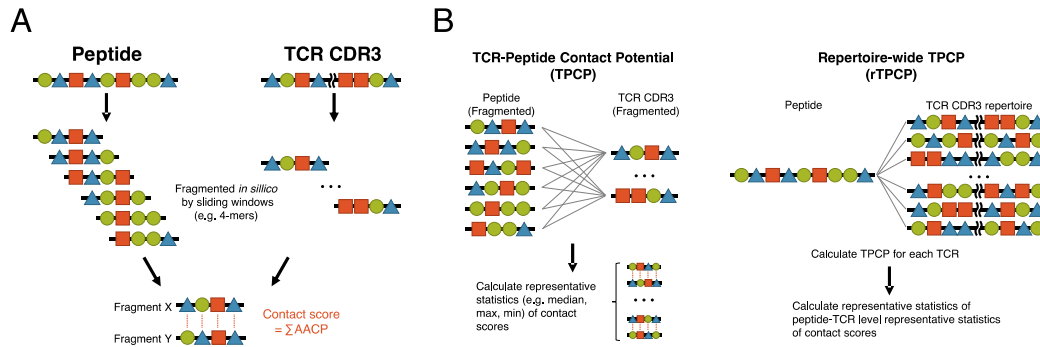 A
Peptide
TCR CDR3
Fragmented in sillico
by sliding windows
(e.g. 4-mers)
Fragment X
Fragment Y
Contact score
= ∑AACP
B
TCR-Peptide Contact Potential
(TPCP)
Peptide
(Fragmented)
TCR CDR3
(Fragmented)
Calculate representative
statistics (e.g. median,
max, min) of contact
scores
Repertoire-wide TPCP
(rTPCP)
Peptide
TCR CDR3 repertoire
Calculate TPCP for each TCR
Calculate representative statistics of
peptide-TCR level representative statistics
of contact scores